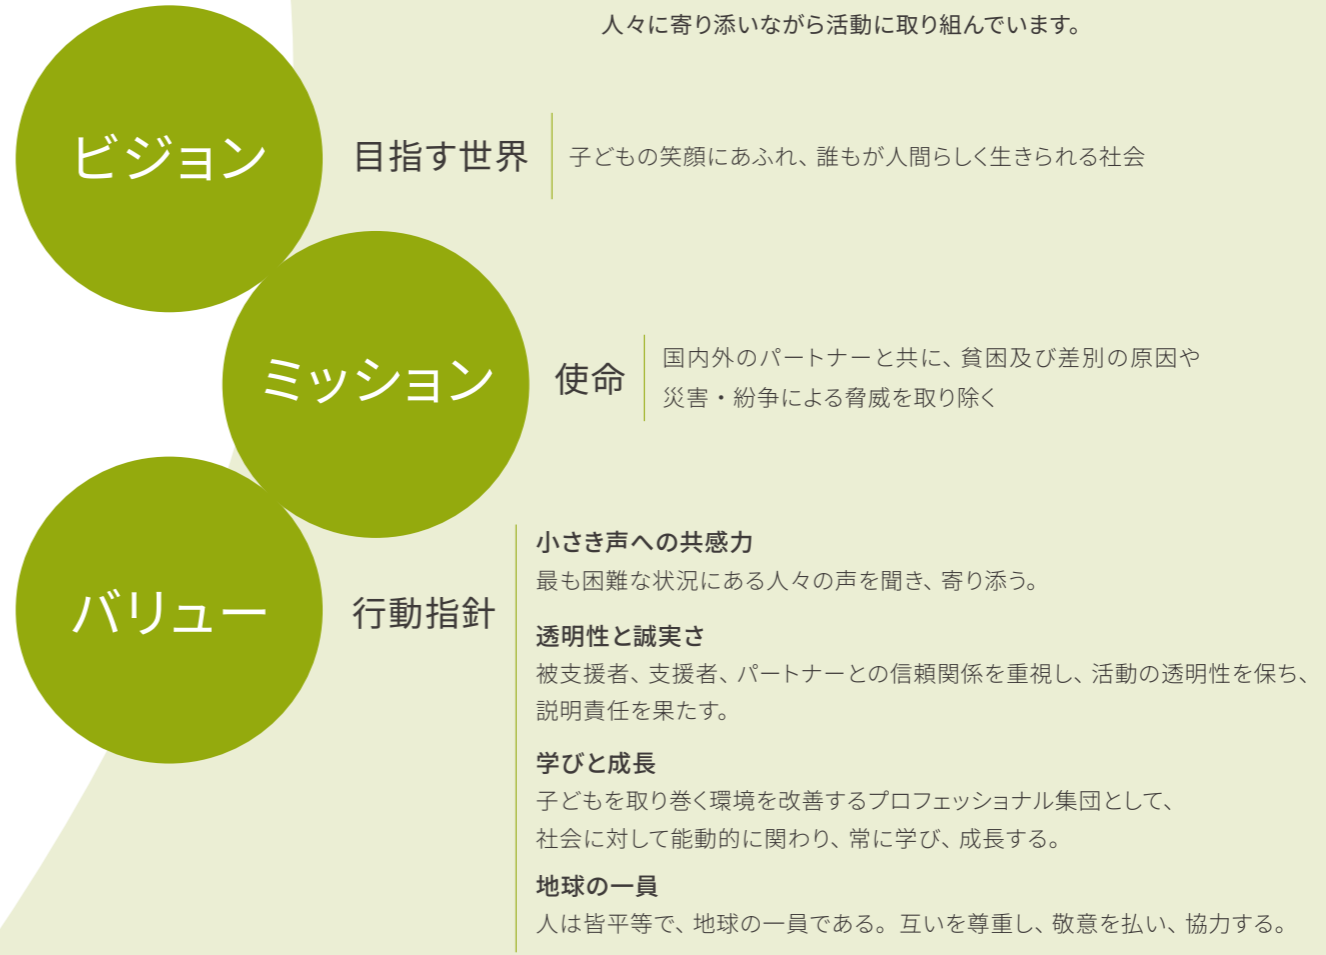 人々に寄り添いながら活動に取り組んでいます。
ビジョン
目指す世界
子どもの笑顔にあふれ、誰もが人間らしく生きられる社会
ミッション
使命
国内外のパートナーと共に、貧困及び差別の原因や
災害・紛争による脅威を取り除く
バリュー
行動指針
小さき声への共感力
最も困難な状況にある人々の声を聞き、寄り添う。
透明性と誠実さ
被支援者、支援者、パートナーとの信頼関係を重視し、活動の透明性を保ち、
説明責任を果たす。
学びと成長
子どもを取り巻く環境を改善するプロフェッショナル集団として、
社会に対して能動的に関わり、常に学び、成長する。
地球の一員
人は皆平等で、地球の一員である。互いを尊重し、敬意を払い、協力する。